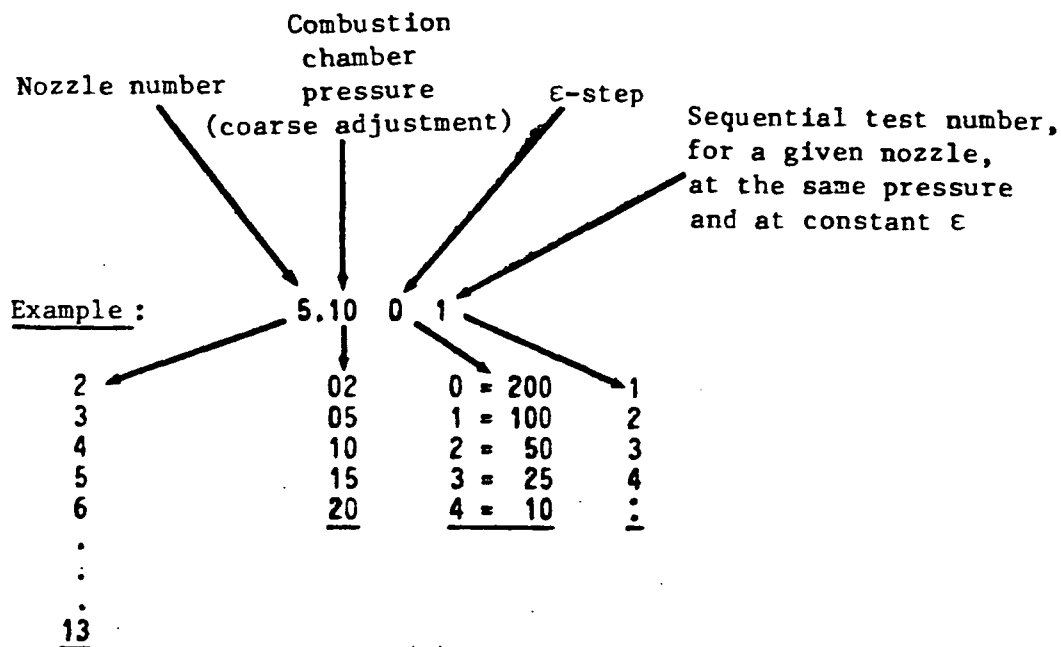 Combustion
chamber
pressure
(coarse adjustment)
Nozzle number
ε-step
Sequential test number,
for a given nozzle,
at the same pressure
and at constant ε
Example : 5.10 0 1
2 02 0 = 200 1
3 05 1 = 100 2
4 10 2 = 50 3
5 15 3 = 25 4
6 20 4 = 10 :
.
.
.
13